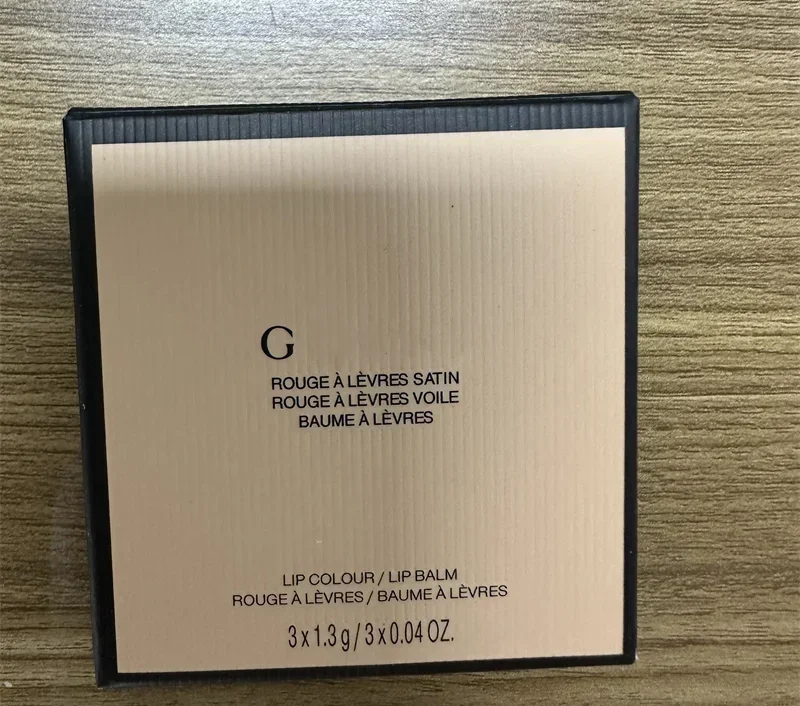 G
ROUGE À LÈVRES SATIN
ROUGE À LÈVRES VOILE
BAUME À LÈVRES
LIP COLOUR / LIP BALM
ROUGE À LÈVRES / BAUME À LÈVRES
3 x 1.3 g / 3 x 0.04 OZ.